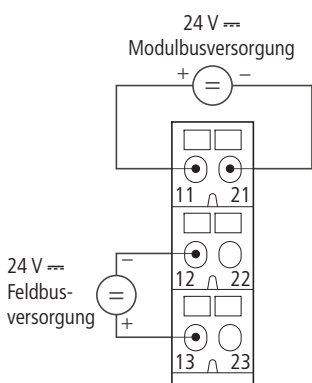 24 V ⎓
Modulbusversorgung
+ = −
11 21
24 V ⎓
Feldbus-
versorgung
−
=
+
12 22
13 23